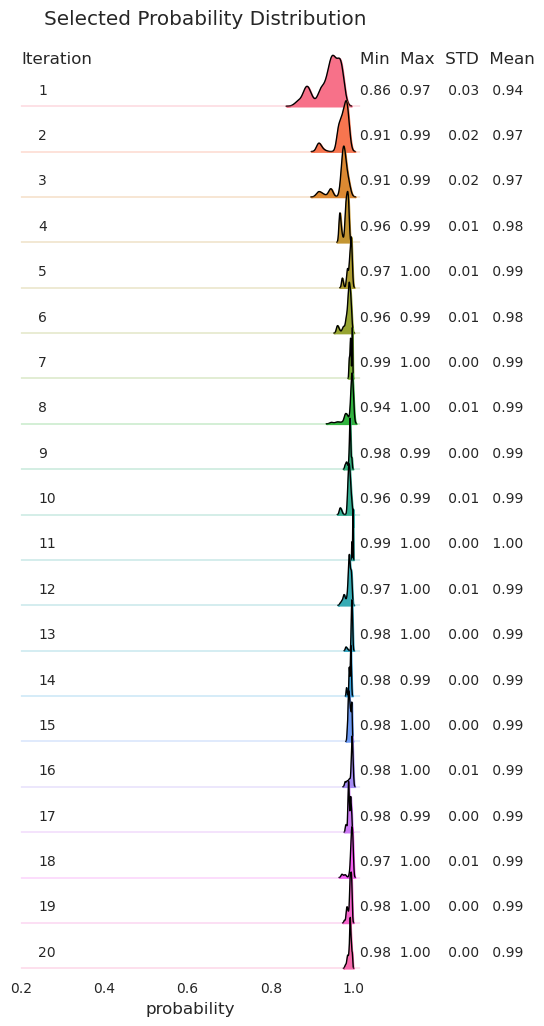 Selected Probability Distribution
Iteration Min Max STD Mean
1 0.86 0.97 0.03 0.94
2 0.91 0.99 0.02 0.97
3 0.91 0.99 0.02 0.97
4 0.96 0.99 0.01 0.98
5 0.97 1.00 0.01 0.99
6 0.96 0.99 0.01 0.98
7 0.99 1.00 0.00 0.99
8 0.94 1.00 0.01 0.99
9 0.98 0.99 0.00 0.99
10 0.96 0.99 0.01 0.99
11 0.99 1.00 0.00 1.00
12 0.97 1.00 0.01 0.99
13 0.98 1.00 0.00 0.99
14 0.98 0.99 0.00 0.99
15 0.98 1.00 0.00 0.99
16 0.98 1.00 0.01 0.99
17 0.98 0.99 0.00 0.99
18 0.97 1.00 0.01 0.99
19 0.98 1.00 0.00 0.99
20 0.98 1.00 0.00 0.99
0.2 0.4 0.6 0.8 1.0
probability